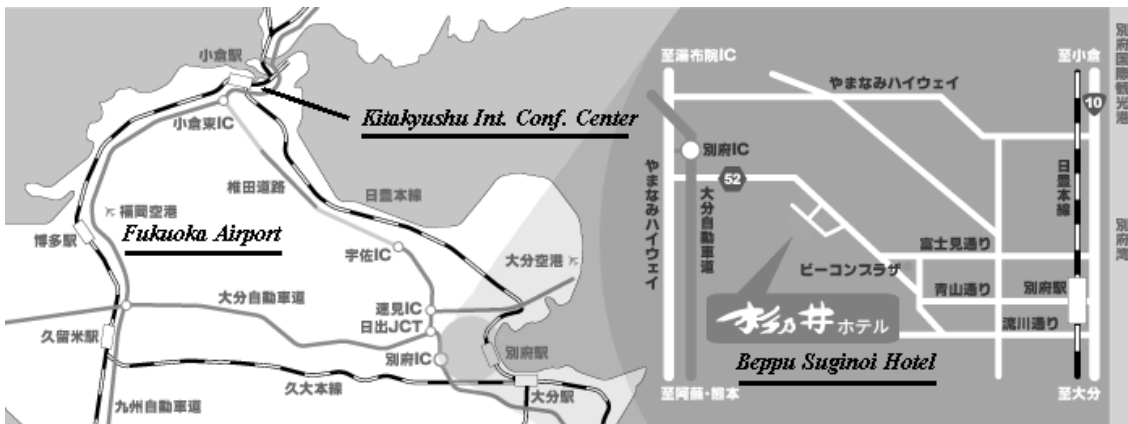 小倉駅
Kitakyushu Int. Conf. Center
小倉東IC
椎田道路
日豊本線
福岡空港
Fukuoka Airport
博多駅
宇佐IC
大分空港
大分自動車道
速見IC
日出JCT
久留米駅
別府IC
別府駅
久大本線
大分駅
九州自動車道
至湯布院IC
至小倉
やまなみハイウェイ
10
別府国際観光港
別府IC
52
やまなみハイウェイ
大分自動車道
日豊本線
別府湾
富士見通り
ビーコンプラザ
青山通り
別府駅
杉乃井ホテル
流川通り
Beppu Suginoi Hotel
至阿蘇・熊本
至大分